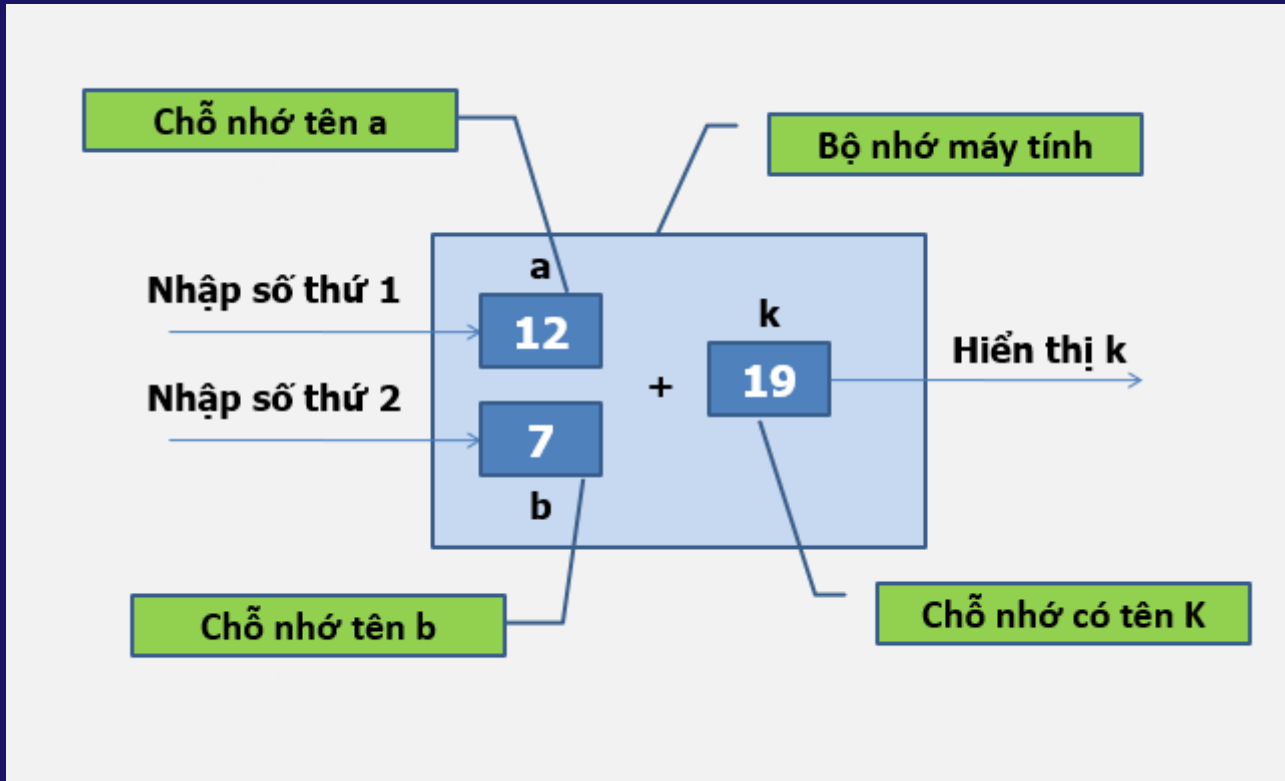 Chỗ nhớ tên a
Bộ nhớ máy tính
a
Nhập số thứ 1
12
k
Hiển thị k
+
19
Nhập số thứ 2
7
b
Chỗ nhớ tên b
Chỗ nhớ có tên K